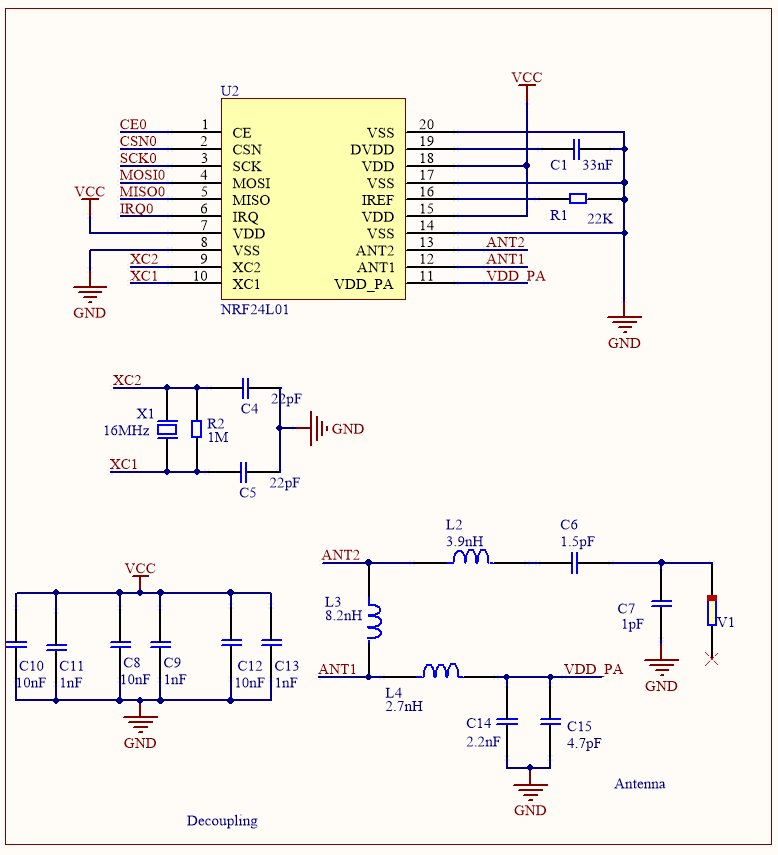 VCC
U2
CE0 1 CE VSS 20
CSN0 2 CSN DVDD 19
SCK0 3 SCK VDD 18 C1 33nF
MOSI0 4 MOSI VSS 17
VCC MISO0 5 MISO IREF 16
IRQ0 6 IRQ VDD 15 R1 22K
7 VDD VSS 14
8 VSS ANT2 13 ANT2
XC2 9 XC2 ANT1 12 ANT1
XC1 10 XC1 VDD_PA 11 VDD_PA
GND NRF24L01
GND
XC2
22pF
C4
X1 R2
16MHz 1M GND
XC1
22pF
C5
L2 C6
3.9nH 1.5pF
ANT2
VCC
L3 C7
8.2nH 1pF V1
C10 C11 C8 C9 C12 C13
10nF 1nF 10nF 1nF 10nF 1nF
ANT1 VDD_PA
GND
L4
2.7nH
C14 C15
2.2nF 4.7pF
GND
Antenna
GND
Decoupling